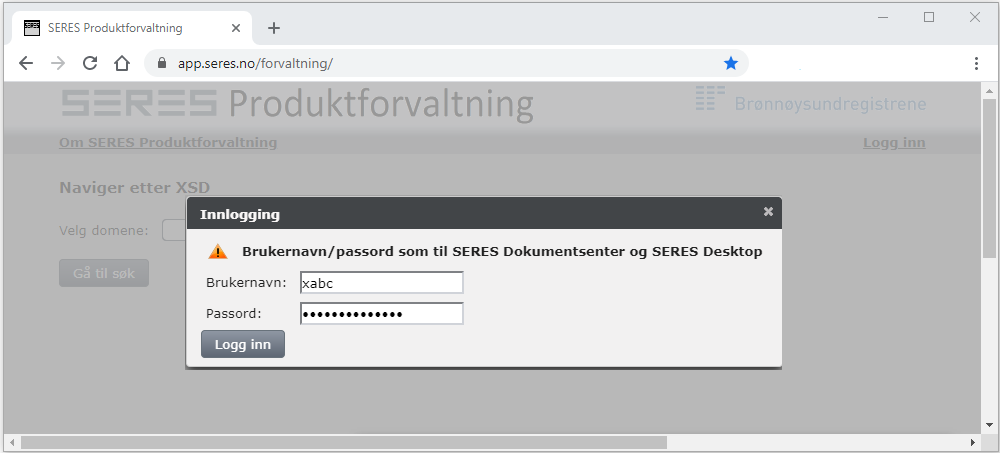 SERES Produktforvaltning
app.seres.no/forvaltning/
SERES Produktforvaltning
Brønnøysundregistrene
Om SERES Produktforvaltning
Logg inn
Naviger etter XSD
Velg domene:
Gå til søk
Innlogging
Brukernavn/passord som til SERES Dokumentsenter og SERES Desktop
Brukernavn: xabc
Passord: ••••••••••••••
Logg inn